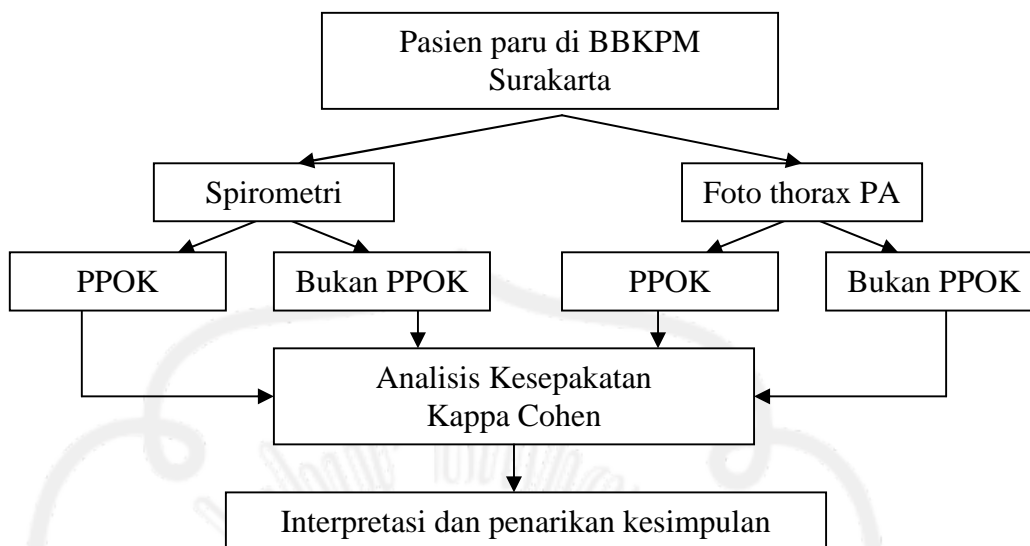 Pasien paru di BBKPM
Surakarta
Spirometri
Foto thorax PA
PPOK
Bukan PPOK
PPOK
Bukan PPOK
Analisis Kesepakatan
Kappa Cohen
Interpretasi dan penarikan kesimpulan